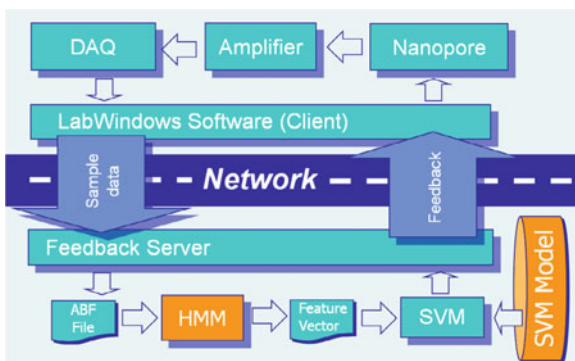 DAQ
Amplifier
Nanopore
LabWindows Software (Client)
Sample
data
Network
Feedback
Feedback Server
ABF
File
HMM
Feature
Vector
SVM
SVM Model